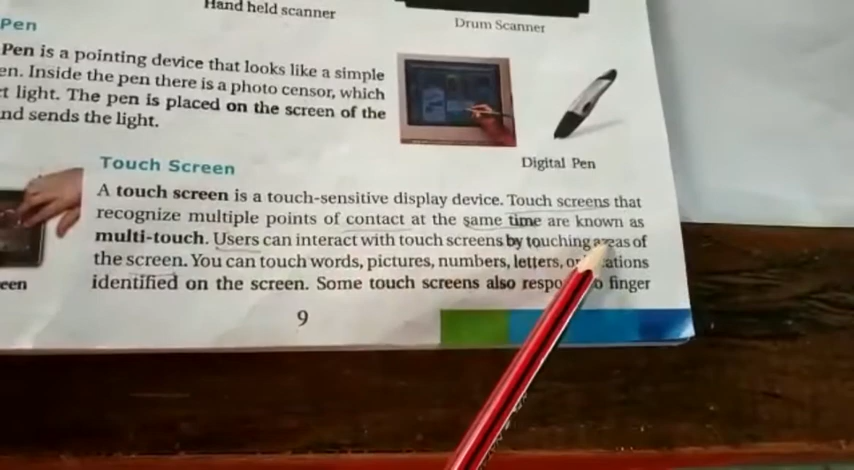 Hand held scanner
Drum Scanner
Pen
Pen is a pointing device that looks like a simple
en. Inside the pen there is a photo censor, which
t light. The pen is placed on the screen of the
nd sends the light.
Digital Pen
Touch Screen
A touch screen is a touch-sensitive display device. Touch screens that
recognize multiple points of contact at the same time are known as
multi-touch. Users can interact with touch screens by touching areas of
the screen. You can touch words, pictures, numbers, letters,
identified on the screen. Some touch screens also finger
een
9